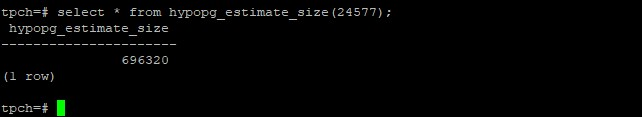 tpch=# select * from hypopg_estimate_size(24577);
 hypopg_estimate_size
----------------------
               696320
(1 row)

tpch=#